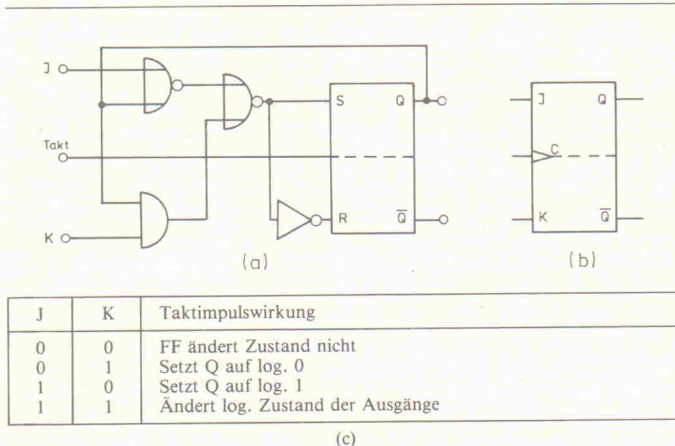 J
Takt
K
S Q
R Q̅
(a)
J Q
C
K Q̅
(b)
J K Taktimpulswirkung
0 0 FF ändert Zustand nicht
0 1 Setzt Q auf log. 0
1 0 Setzt Q auf log. 1
1 1 Ändert log. Zustand der Ausgänge
(c)